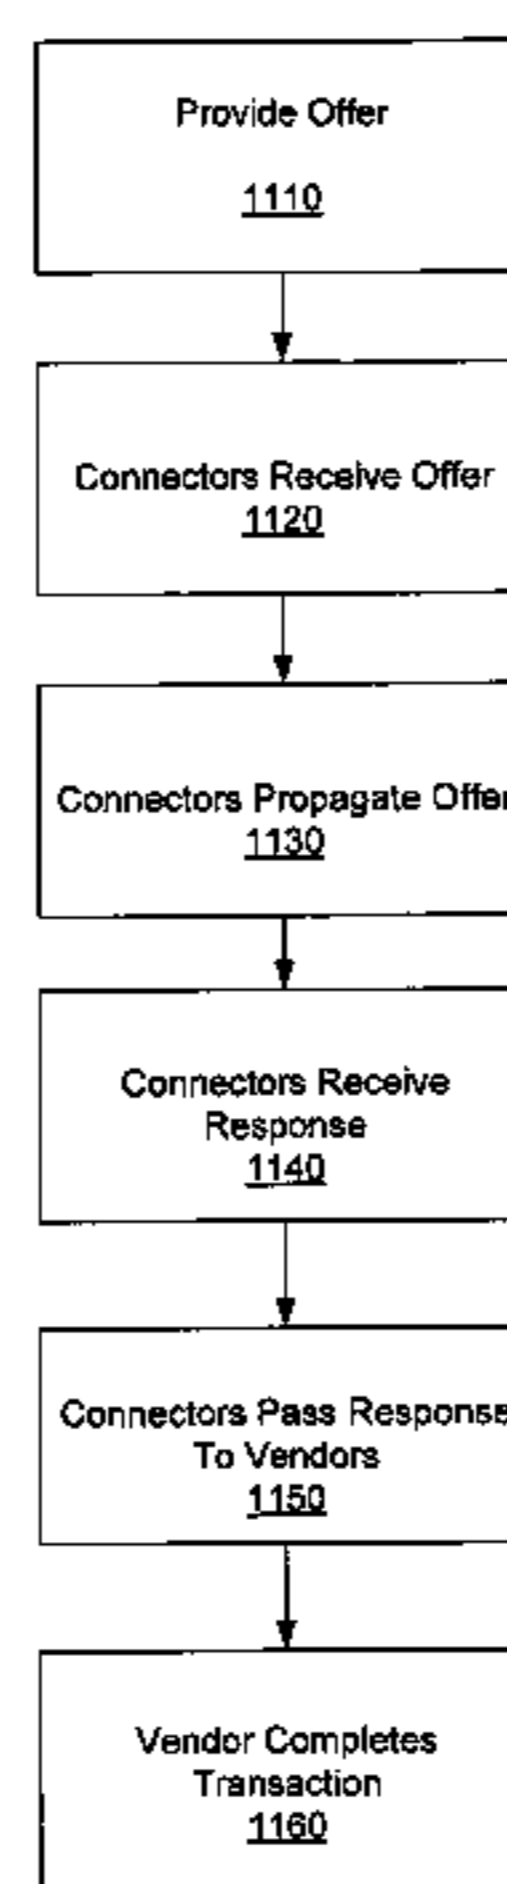 Provide Offer
1110
Connectors Receive Offer
1120
Connectors Propagate Offer
1130
Connectors Receive
Response
1140
Connectors Pass Response
To Vendors
1150
Vendor Completes
Transaction
1160